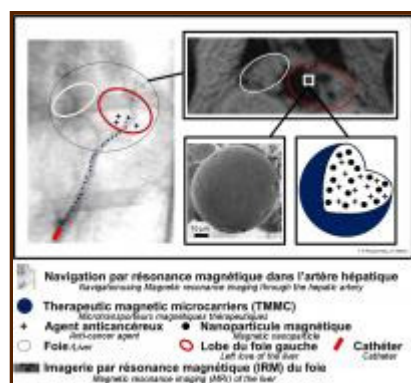 10 µm
Navigation par résonance magnétique dans l'artère hépatique
Navigation using Magnetic resonance imaging through the hepatic artery
Therapeutic magnetic microcarriers (TMMC)
Microtransporteurs magnétiques thérapeutiques
Agent anticancéreux
Anti-cancer agent
Nanoparticule magnétique
Magnetic nanoparticle
Foie/Liver
Lobe du foie gauche
Left lobe of the liver
Cathéter
Catheter
Imagerie par résonance magnétique (IRM) du foie
Magnetic resonance imaging (MRI) of the liver